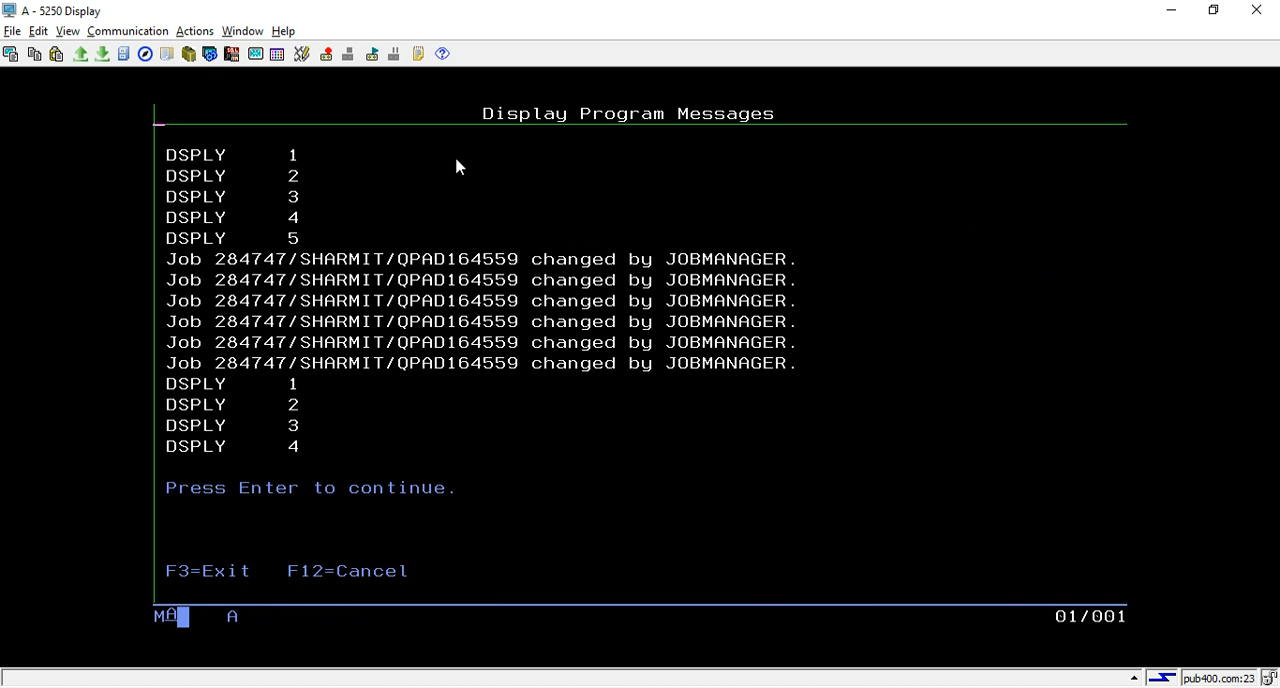 A - 5250 Display
File Edit View Communication Actions Window Help
Display Program Messages
DSPLY 1
DSPLY 2
DSPLY 3
DSPLY 4
DSPLY 5
Job 284747/SHARMIT/QPAD164559 changed by JOBMANAGER.
Job 284747/SHARMIT/QPAD164559 changed by JOBMANAGER.
Job 284747/SHARMIT/QPAD164559 changed by JOBMANAGER.
Job 284747/SHARMIT/QPAD164559 changed by JOBMANAGER.
Job 284747/SHARMIT/QPAD164559 changed by JOBMANAGER.
Job 284747/SHARMIT/QPAD164559 changed by JOBMANAGER.
DSPLY 1
DSPLY 2
DSPLY 3
DSPLY 4
Press Enter to continue.
F3=Exit F12=Cancel
MA A 01/001
pub400.com:23